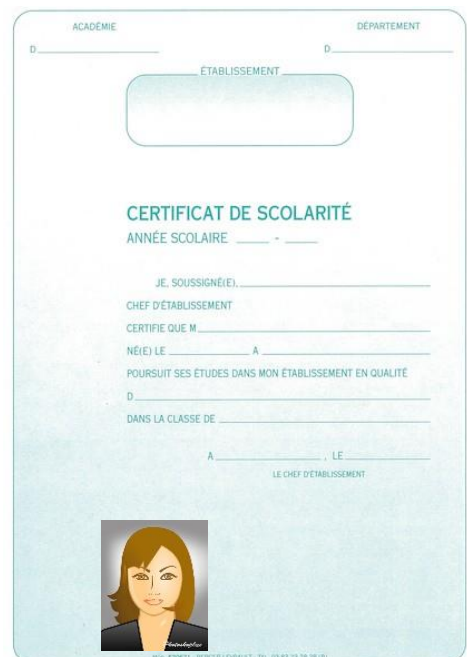 ACADÉMIE DÉPARTEMENT
D D
ÉTABLISSEMENT
CERTIFICAT DE SCOLARITÉ
ANNÉE SCOLAIRE -
JE, SOUSSIGNÉ(E),
CHEF D'ÉTABLISSEMENT
CERTIFIE QUE M
NÉ(E) LE A
POURSUIT SES ÉTUDES DANS MON ÉTABLISSEMENT EN QUALITÉ
D
DANS LA CLASSE DE
A , LE
LE CHEF D'ÉTABLISSEMENT